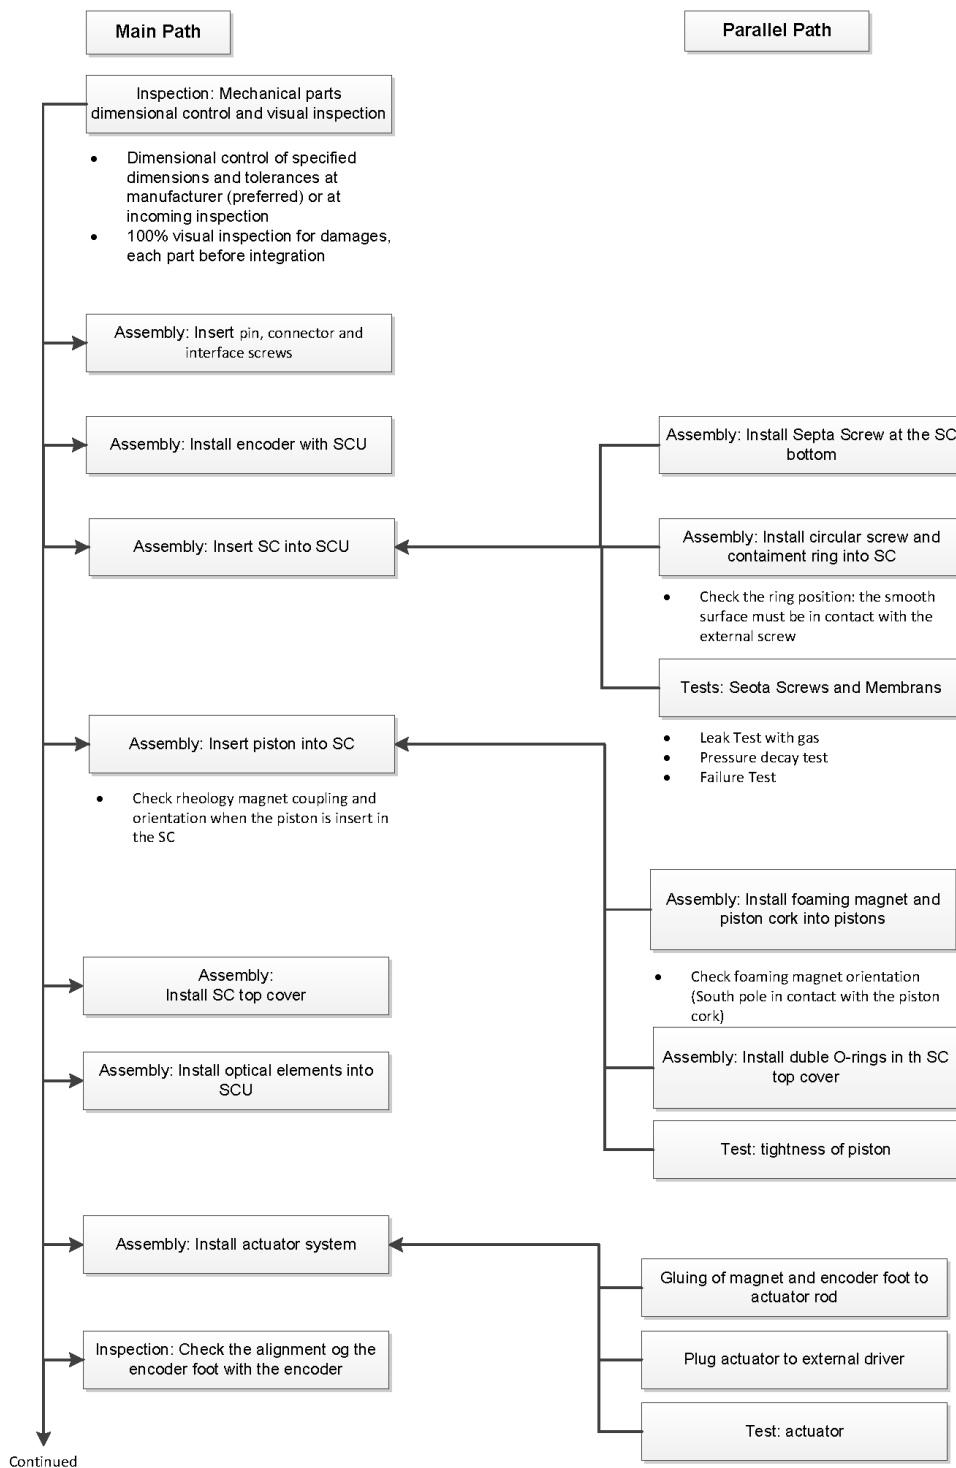 Main Path
Parallel Path
Inspection: Mechanical parts
dimensional control and visual inspection
• Dimensional control of specified
dimensions and tolerances at
manufacturer (preferred) or at
incoming inspection
• 100% visual inspection for damages,
each part before integration
Assembly: Insert pin, connector and
interface screws
Assembly: Install encoder with SCU
Assembly: Install Septa Screw at the SC
bottom
Assembly: Insert SC into SCU
Assembly: Install circular screw and
contaiment ring into SC
• Check the ring position: the smooth
surface must be in contact with the
external screw
Tests: Seota Screws and Membrans
• Leak Test with gas
• Pressure decay test
• Failure Test
Assembly: Insert piston into SC
• Check rheology magnet coupling and
orientation when the piston is insert in
the SC
Assembly: Install foaming magnet and
piston cork into pistons
• Check foaming magnet orientation
(South pole in contact with the piston
cork)
Assembly:
Install SC top cover
Assembly: Install duble O-rings in th SC
top cover
Assembly: Install optical elements into
SCU
Test: tightness of piston
Assembly: Install actuator system
Gluing of magnet and encoder foot to
actuator rod
Inspection: Check the alignment og the
encoder foot with the encoder
Plug actuator to external driver
Test: actuator
Continued